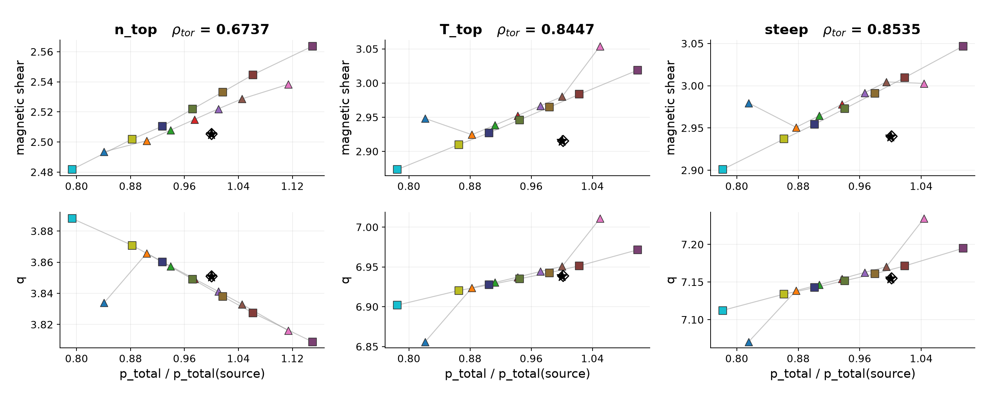 n_top ρtor = 0.6737
T_top ρtor = 0.8447
steep ρtor = 0.8535
magnetic shear
2.56
2.54
2.52
2.50
2.48
0.80 0.88 0.96 1.04 1.12
magnetic shear
3.05
3.00
2.95
2.90
0.80 0.88 0.96 1.04
magnetic shear
3.05
3.00
2.95
2.90
0.80 0.88 0.96 1.04
q
3.88
3.86
3.84
3.82
0.80 0.88 0.96 1.04 1.12
p_total / p_total(source)
q
7.00
6.95
6.90
6.85
0.80 0.88 0.96 1.04
p_total / p_total(source)
q
7.20
7.15
7.10
0.80 0.88 0.96 1.04
p_total / p_total(source)